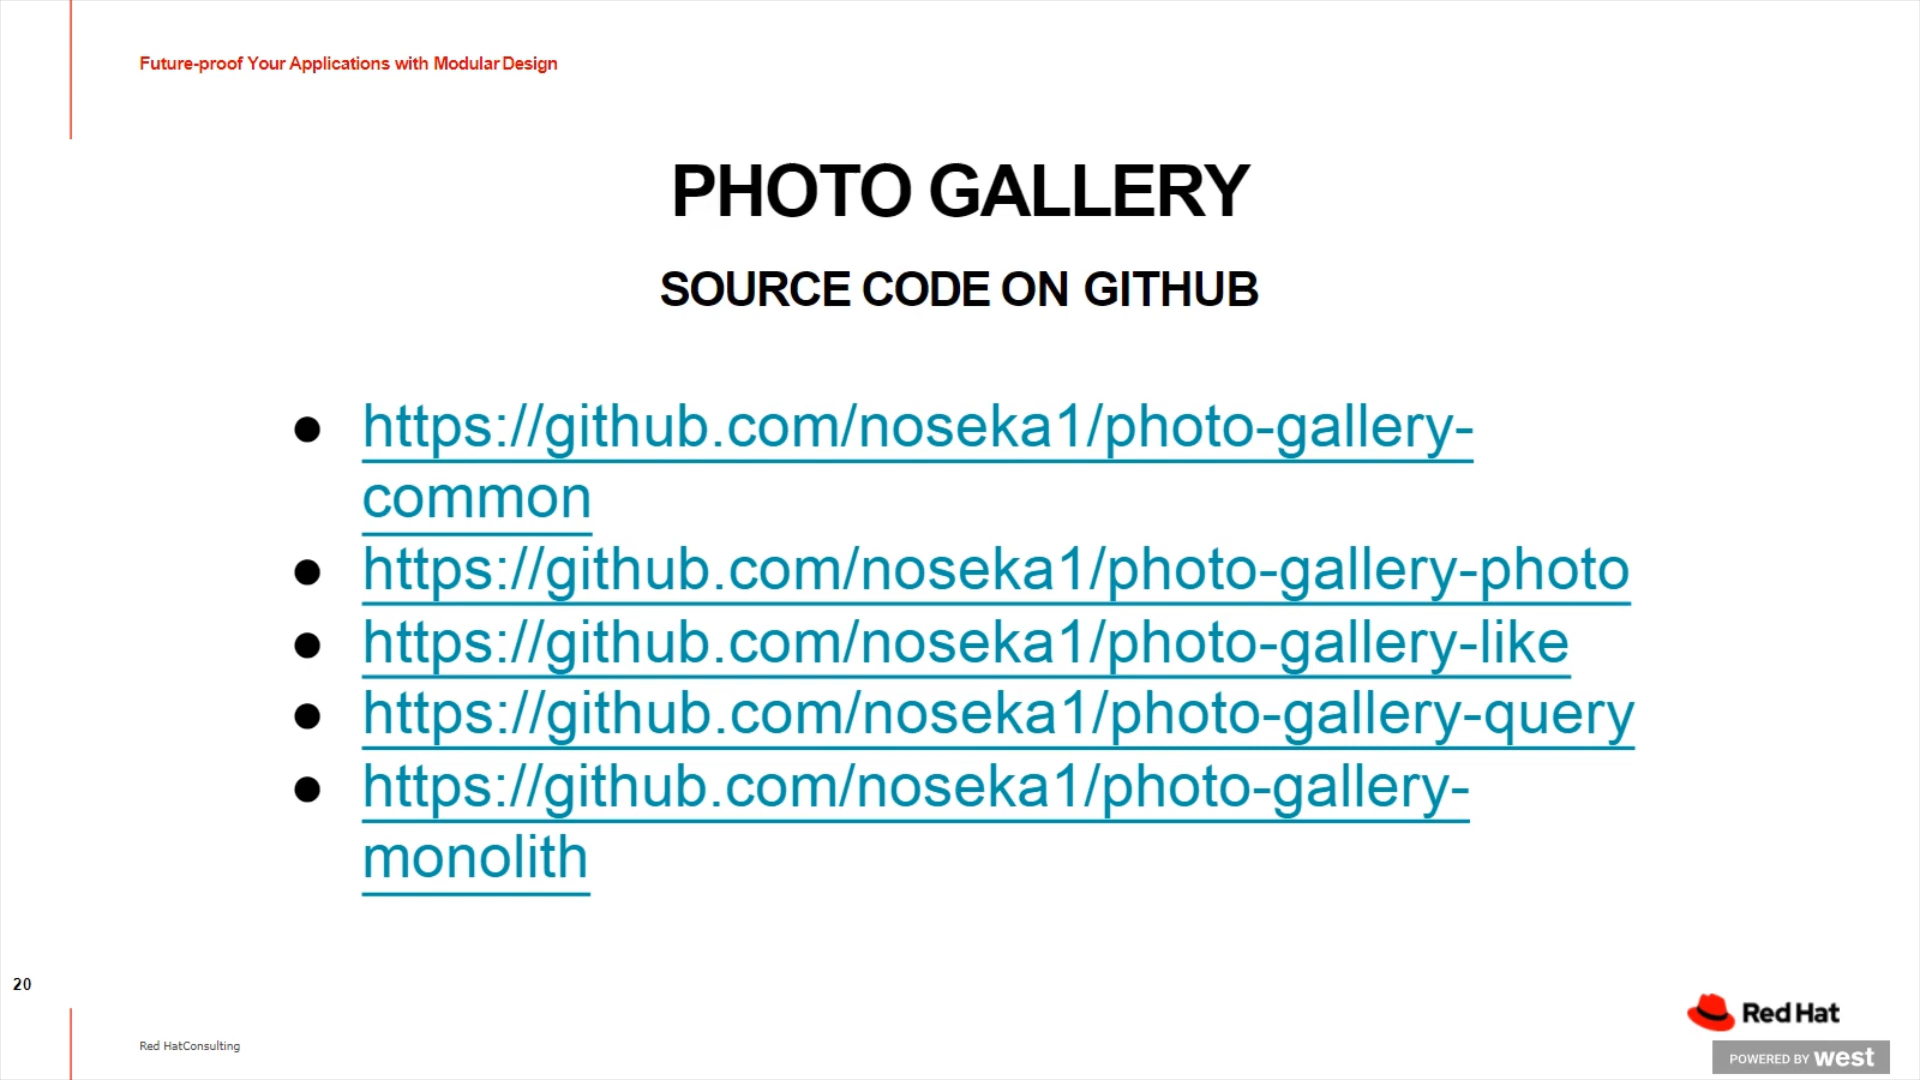 Future-proof Your Applications with Modular Design
PHOTO GALLERY
SOURCE CODE ON GITHUB
● https://github.com/noseka1/photo-gallery-
common
● https://github.com/noseka1/photo-gallery-photo
● https://github.com/noseka1/photo-gallery-like
● https://github.com/noseka1/photo-gallery-query
● https://github.com/noseka1/photo-gallery-
monolith
20
Red HatConsulting
Red Hat
POWERED BY west